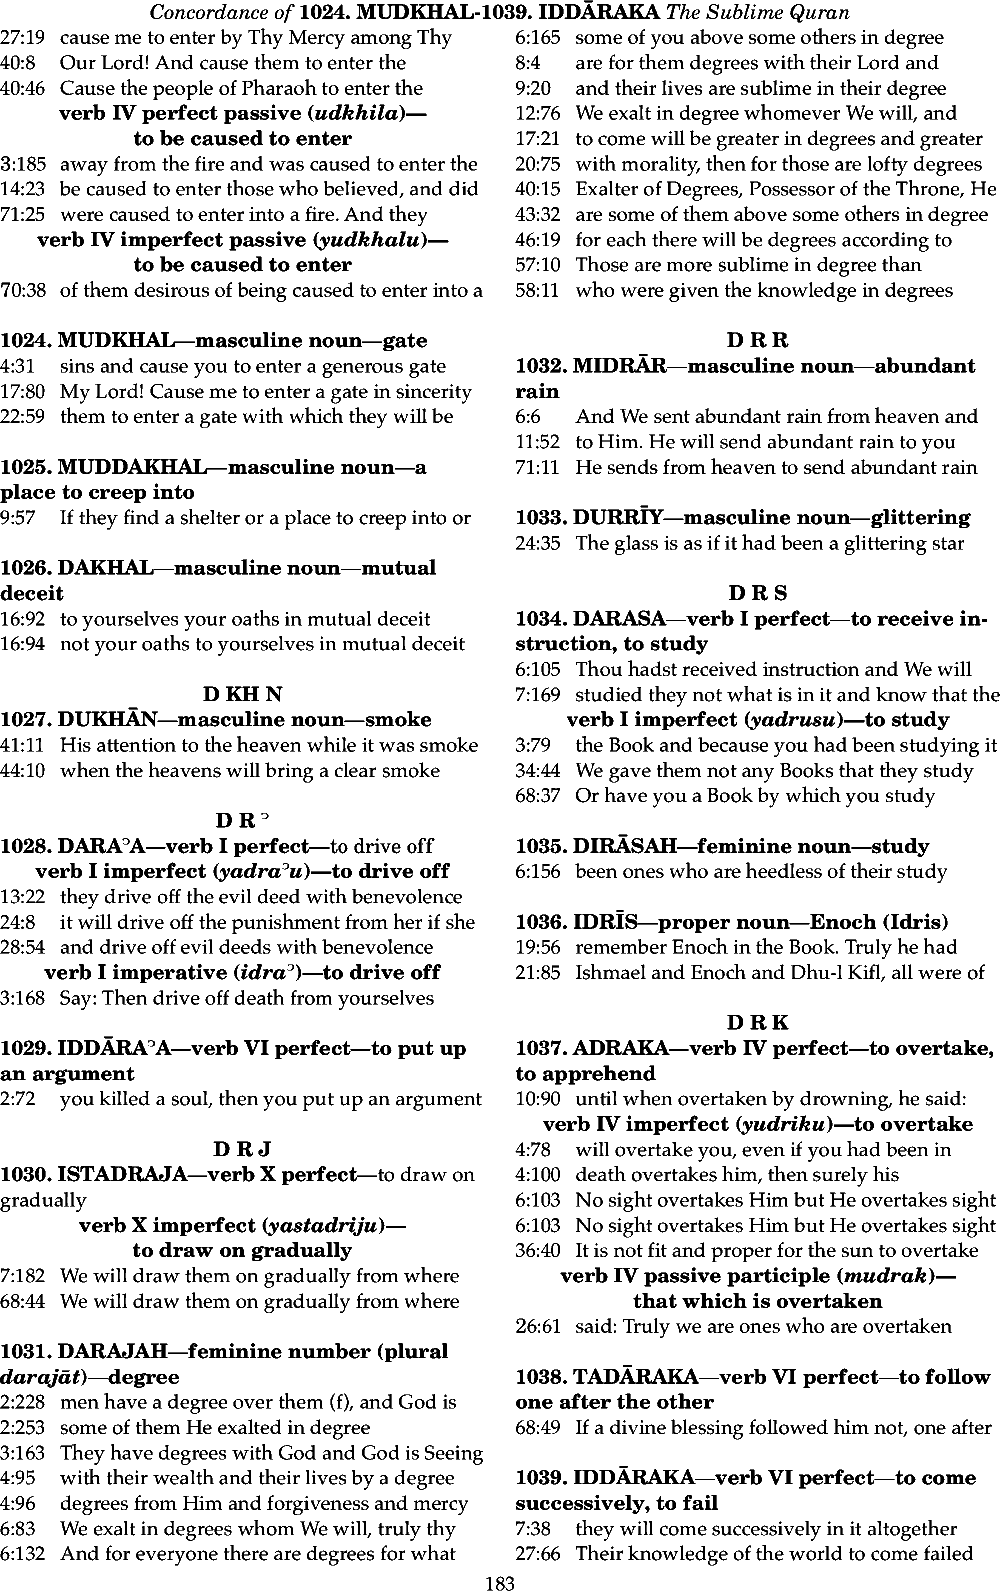 Concordance of 1024. MUDKHAL-1039. IDDĀRAKA The Sublime Quran
27:19 cause me to enter by Thy Mercy among Thy
40:8 Our Lord! And cause them to enter the
40:46 Cause the people of Pharaoh to enter the
verb IV perfect passive (udkhila)—
to be caused to enter
3:185 away from the fire and was caused to enter the
14:23 be caused to enter those who believed, and did
71:25 were caused to enter into a fire. And they
verb IV imperfect passive (yudkhalu)—
to be caused to enter
70:38 of them desirous of being caused to enter into a
1024. MUDKHAL—masculine noun—gate
4:31 sins and cause you to enter a generous gate
17:80 My Lord! Cause me to enter a gate in sincerity
22:59 them to enter a gate with which they will be
1025. MUDDAKHAL—masculine noun—a
place to creep into
9:57 If they find a shelter or a place to creep into or
1026. DAKHAL—masculine noun—mutual
deceit
16:92 to yourselves your oaths in mutual deceit
16:94 not your oaths to yourselves in mutual deceit
D KH N
1027. DUKHĀN—masculine noun—smoke
41:11 His attention to the heaven while it was smoke
44:10 when the heavens will bring a clear smoke
D R ᵓ
1028. DARAᵓA—verb I perfect—to drive off
verb I imperfect (yadraᵓu)—to drive off
13:22 they drive off the evil deed with benevolence
24:8 it will drive off the punishment from her if she
28:54 and drive off evil deeds with benevolence
verb I imperative (idraᵓ)—to drive off
3:168 Say: Then drive off death from yourselves
1029. IDDĀRAᵓA—verb VI perfect—to put up
an argument
2:72 you killed a soul, then you put up an argument
D R J
1030. ISTADRAJA—verb X perfect—to draw on
gradually
verb X imperfect (yastadriju)—
to draw on gradually
7:182 We will draw them on gradually from where
68:44 We will draw them on gradually from where
1031. DARAJAH—feminine number (plural
darajāt)—degree
2:228 men have a degree over them (f), and God is
2:253 some of them He exalted in degree
3:163 They have degrees with God and God is Seeing
4:95 with their wealth and their lives by a degree
4:96 degrees from Him and forgiveness and mercy
6:83 We exalt in degrees whom We will, truly thy
6:132 And for everyone there are degrees for what
6:165 some of you above some others in degree
8:4 are for them degrees with their Lord and
9:20 and their lives are sublime in their degree
12:76 We exalt in degree whomever We will, and
17:21 to come will be greater in degrees and greater
20:75 with morality, then for those are lofty degrees
40:15 Exalter of Degrees, Possessor of the Throne, He
43:32 are some of them above some others in degree
46:19 for each there will be degrees according to
57:10 Those are more sublime in degree than
58:11 who were given the knowledge in degrees
D R R
1032. MIDRĀR—masculine noun—abundant
rain
6:6 And We sent abundant rain from heaven and
11:52 to Him. He will send abundant rain to you
71:11 He sends from heaven to send abundant rain
1033. DURRĪY—masculine noun—glittering
24:35 The glass is as if it had been a glittering star
D R S
1034. DARASA—verb I perfect—to receive in-
struction, to study
6:105 Thou hadst received instruction and We will
7:169 studied they not what is in it and know that the
verb I imperfect (yadrusu)—to study
3:79 the Book and because you had been studying it
34:44 We gave them not any Books that they study
68:37 Or have you a Book by which you study
1035. DIRĀSAH—feminine noun—study
6:156 been ones who are heedless of their study
1036. IDRĪS—proper noun—Enoch (Idris)
19:56 remember Enoch in the Book. Truly he had
21:85 Ishmael and Enoch and Dhu-l Kifl, all were of
D R K
1037. ADRAKA—verb IV perfect—to overtake,
to apprehend
10:90 until when overtaken by drowning, he said:
verb IV imperfect (yudriku)—to overtake
4:78 will overtake you, even if you had been in
4:100 death overtakes him, then surely his
6:103 No sight overtakes Him but He overtakes sight
6:103 No sight overtakes Him but He overtakes sight
36:40 It is not fit and proper for the sun to overtake
verb IV passive participle (mudrak)—
that which is overtaken
26:61 said: Truly we are ones who are overtaken
1038. TADĀRAKA—verb VI perfect—to follow
one after the other
68:49 If a divine blessing followed him not, one after
1039. IDDĀRAKA—verb VI perfect—to come
successively, to fail
7:38 they will come successively in it altogether
27:66 Their knowledge of the world to come failed
183